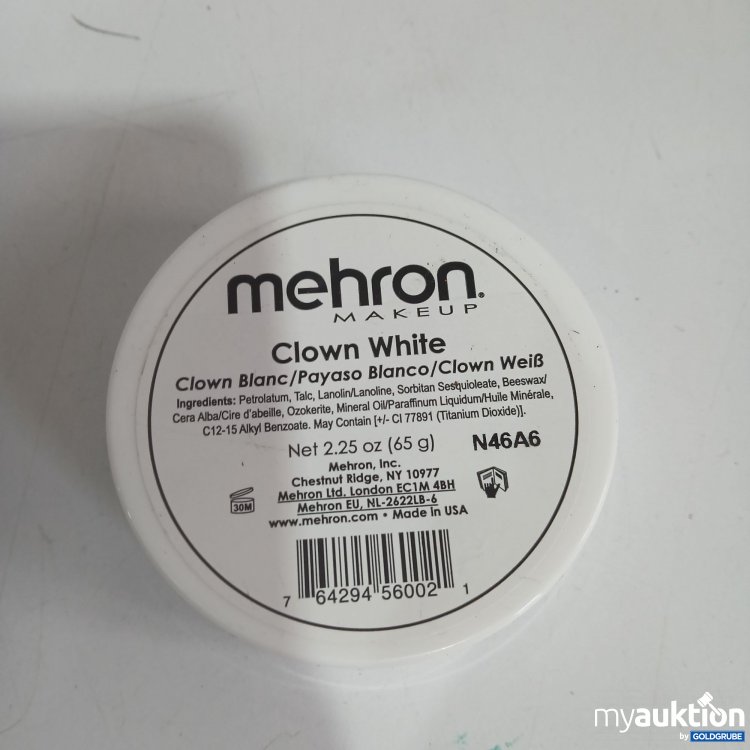 mehron.
MAKEUP
Clown White
Clown Blanc/Payaso Blanco/Clown Weiß
Ingredients: Petrolatum, Talc, Lanolin/Lanoline, Sorbitan Sesquioleate, Beeswax/
Cera Alba/Cire d'abeille, Ozokerite, Mineral Oil/Paraffinum Liquidum/Huile Minérale,
C12-15 Alkyl Benzoate. May Contain [+/- CI 77891 (Titanium Dioxide)].
Net 2.25 oz (65 g) N46A6
Mehron, Inc.
Chestnut Ridge, NY 10977
Mehron Ltd. London EC1M 4BH
Mehron EU, NL-2622LB-6
30M
www.mehron.com • Made in USA
7 64294 56002 1
myauktion
by GOLDGRUBE